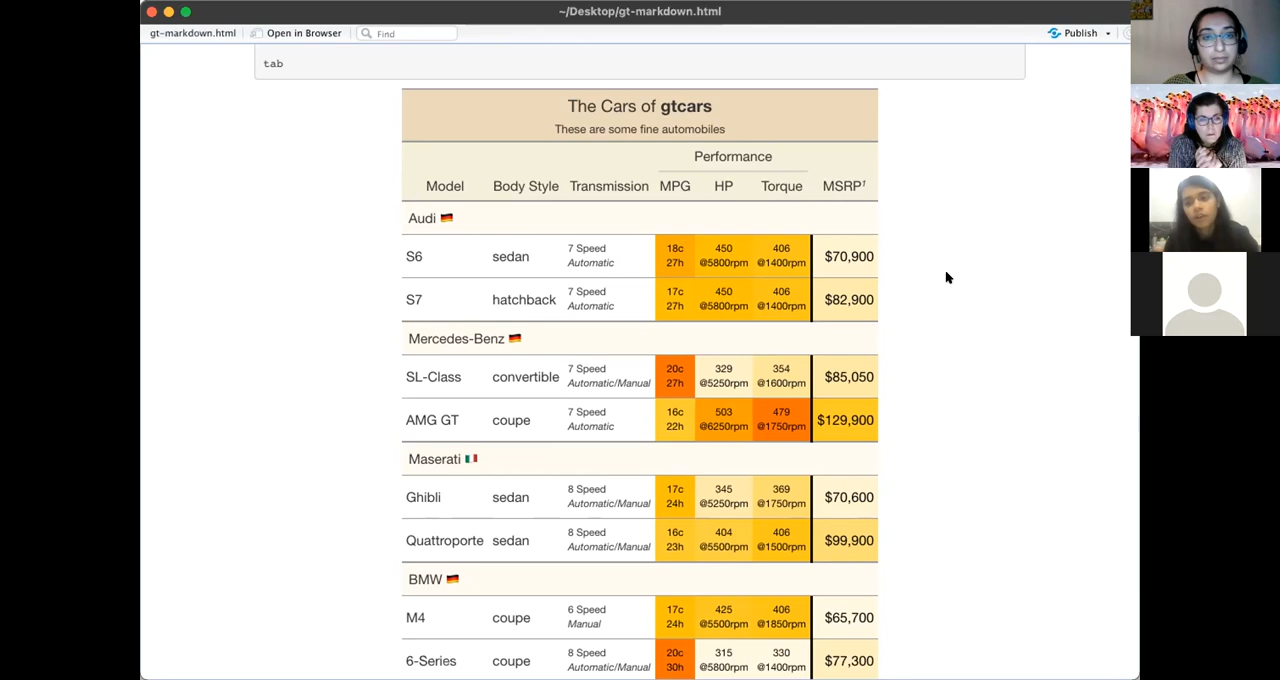 ~/Desktop/gt-markdown.html
gt-markdown.html Open in Browser Find Publish
tab
The Cars of gtcars
These are some fine automobiles
Performance
Model Body Style Transmission MPG HP Torque MSRP†
Audi
S6 sedan 7 Speed 18c 450 406 $70,900
Automatic 27h @5800rpm @1400rpm
S7 hatchback 7 Speed 17c 450 406 $82,900
Automatic 27h @5800rpm @1400rpm
Mercedes-Benz
SL-Class convertible 7 Speed 20c 329 354 $85,050
Automatic/Manual 27h @5250rpm @1600rpm
AMG GT coupe 7 Speed 16c 503 479 $129,900
Automatic 22h @6250rpm @1750rpm
Maserati
Ghibli sedan 8 Speed 17c 345 369 $70,600
Automatic/Manual 24h @5250rpm @1750rpm
Quattroporte sedan 8 Speed 16c 404 406 $99,900
Automatic/Manual 23h @5500rpm @1500rpm
BMW
M4 coupe 6 Speed 17c 425 406 $65,700
Manual 24h @5500rpm @1850rpm
6-Series coupe 8 Speed 20c 315 330 $77,300
Automatic/Manual 30h @5800rpm @1400rpm